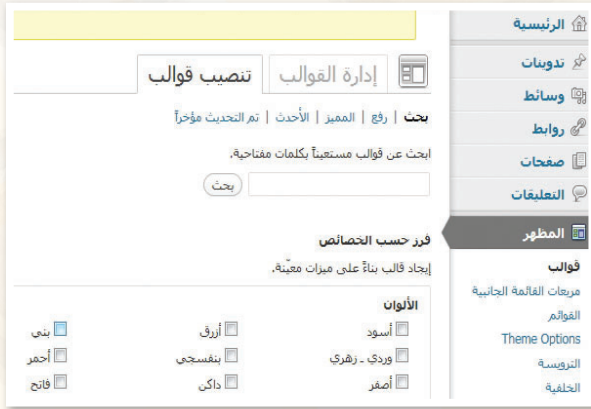 الرئيسية
تدوينات
وسائط
روابط
صفحات
التعليقات
المظهر
قوالب
مربعات القائمة الجانبية
القوائم
Theme Options
الترويسة
الخلفية
إدارة القوالب تنصيب قوالب
بحث | رفع | المميز | الأحدث | تم التحديث مؤخراً
ابحث عن قوالب مستعيناً بكلمات مفتاحية.
بحث
فرز حسب الخصائص
إيجاد قالب بناءً على ميزات معيّنة.
الألوان
أسود أزرق بني
وردي ـ زهري بنفسجي أحمر
أصفر داكن فاتح